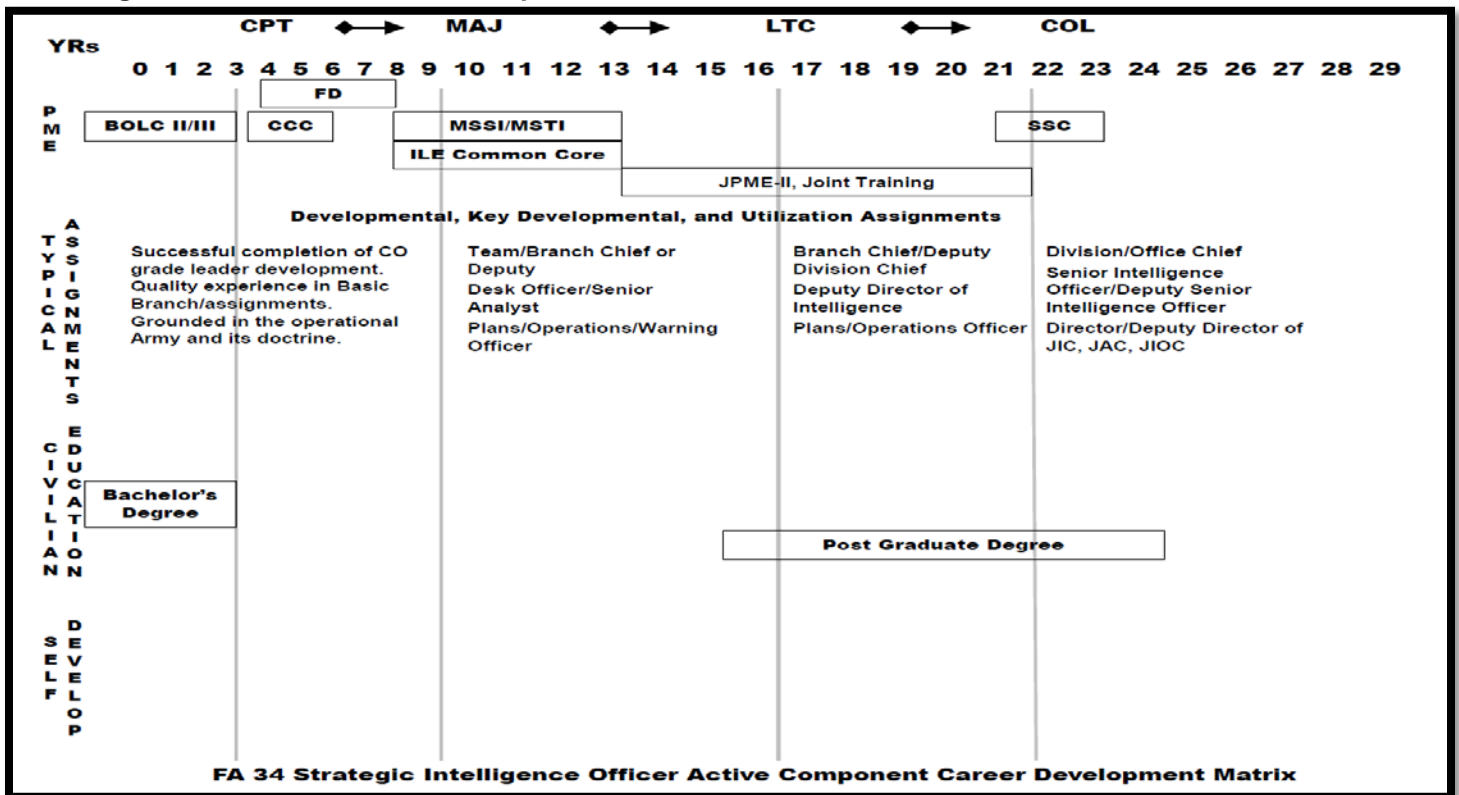 CPT MAJ LTC COL
YRs
0 1 2 3 4 5 6 7 8 9 10 11 12 13 14 15 16 17 18 19 20 21 22 23 24 25 26 27 28 29
FD
PME
BOLC II/III CCC MSSI/MSTI SSC
ILE Common Core
JPME-II, Joint Training
Developmental, Key Developmental, and Utilization Assignments
TYPICAL
ASSIGNMENTS
Successful completion of CO
grade leader development.
Quality experience in Basic
Branch/assignments.
Grounded in the operational
Army and its doctrine.
Team/Branch Chief or
Deputy
Desk Officer/Senior
Analyst
Plans/Operations/Warning
Officer
Branch Chief/Deputy
Division Chief
Deputy Director of
Intelligence
Plans/Operations Officer
Division/Office Chief
Senior Intelligence
Officer/Deputy Senior
Intelligence Officer
Director/Deputy Director of
JIC, JAC, JIOC
CIVILIAN
EDUCATION
Bachelor's
Degree
Post Graduate Degree
SELF
DEVELOP
FA 34 Strategic Intelligence Officer Active Component Career Development Matrix